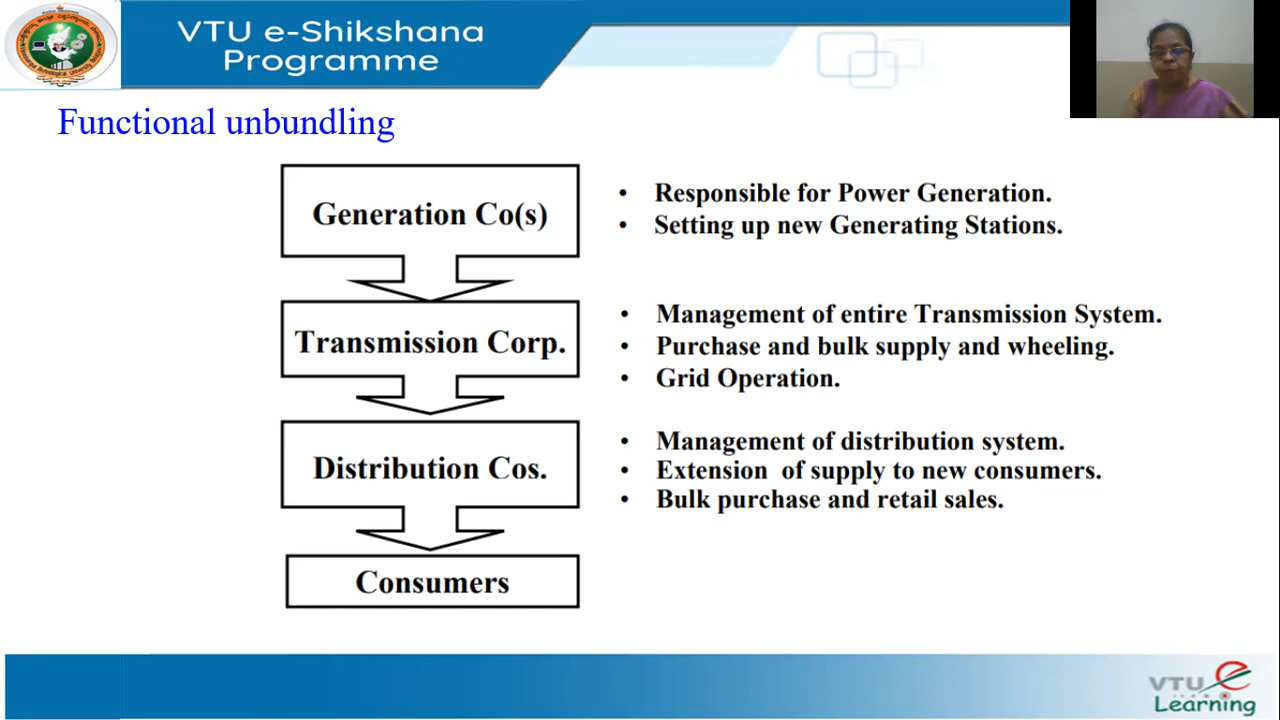 VTU e-Shikshana
Programme
Functional unbundling
Generation Co(s)
• Responsible for Power Generation.
• Setting up new Generating Stations.
Transmission Corp.
• Management of entire Transmission System.
• Purchase and bulk supply and wheeling.
• Grid Operation.
Distribution Cos.
• Management of distribution system.
• Extension of supply to new consumers.
• Bulk purchase and retail sales.
Consumers
VTU e
Learning